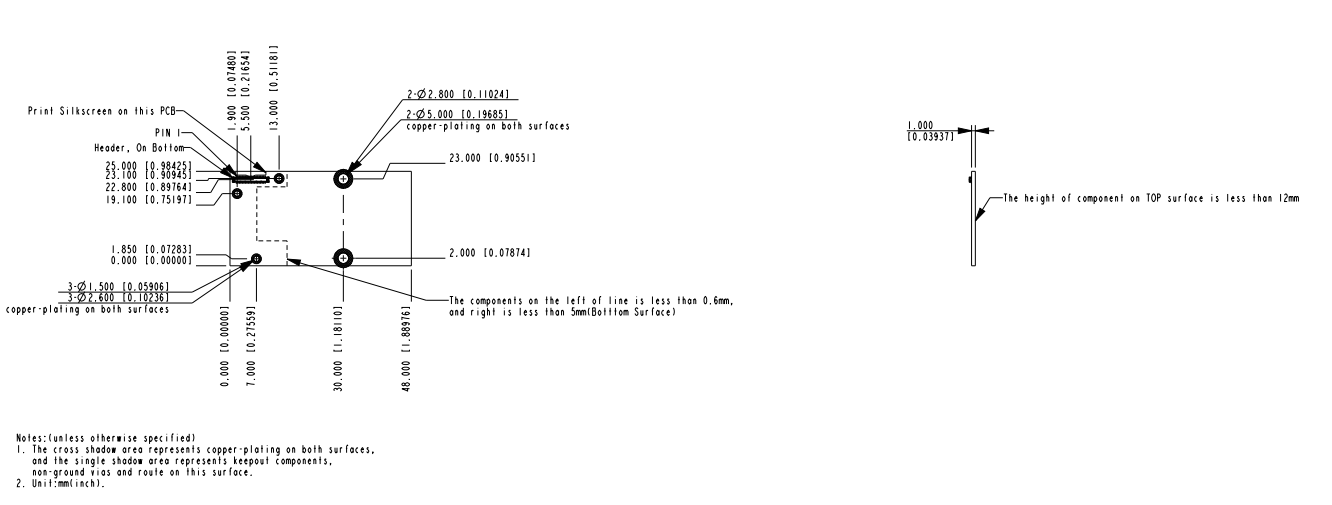 1.900 [0.07480]
5.500 [0.21654]
13.000 [0.51181]
2-Ø2.800 [0.11024]
2-Ø5.000 [0.19685]
copper-plating on both surfaces
Print Silkscreen on this PCB
PIN 1
Header, On Bottom
25.000 [0.98425]
23.100 [0.90945]
22.800 [0.89764]
19.100 [0.75197]
23.000 [0.90551]
1.850 [0.07283]
0.000 [0.00000]
2.000 [0.07874]
3-Ø1.500 [0.05906]
3-Ø2.600 [0.10236]
copper-plating on both surfaces
The components on the left of line is less than 0.6mm,
and right is less than 5mm(Botttom Surface)
0.000 [0.00000]
7.000 [0.27559]
30.000 [1.18110]
48.000 [1.88976]
1.000
[0.03937]
The height of component on TOP surface is less than 12mm
Notes:(unless otherwise specified)
1. The cross shadow area represents copper-plating on both surfaces,
and the single shadow area represents keepout components,
non-ground vias and route on this surface.
2. Unit:mm(inch).